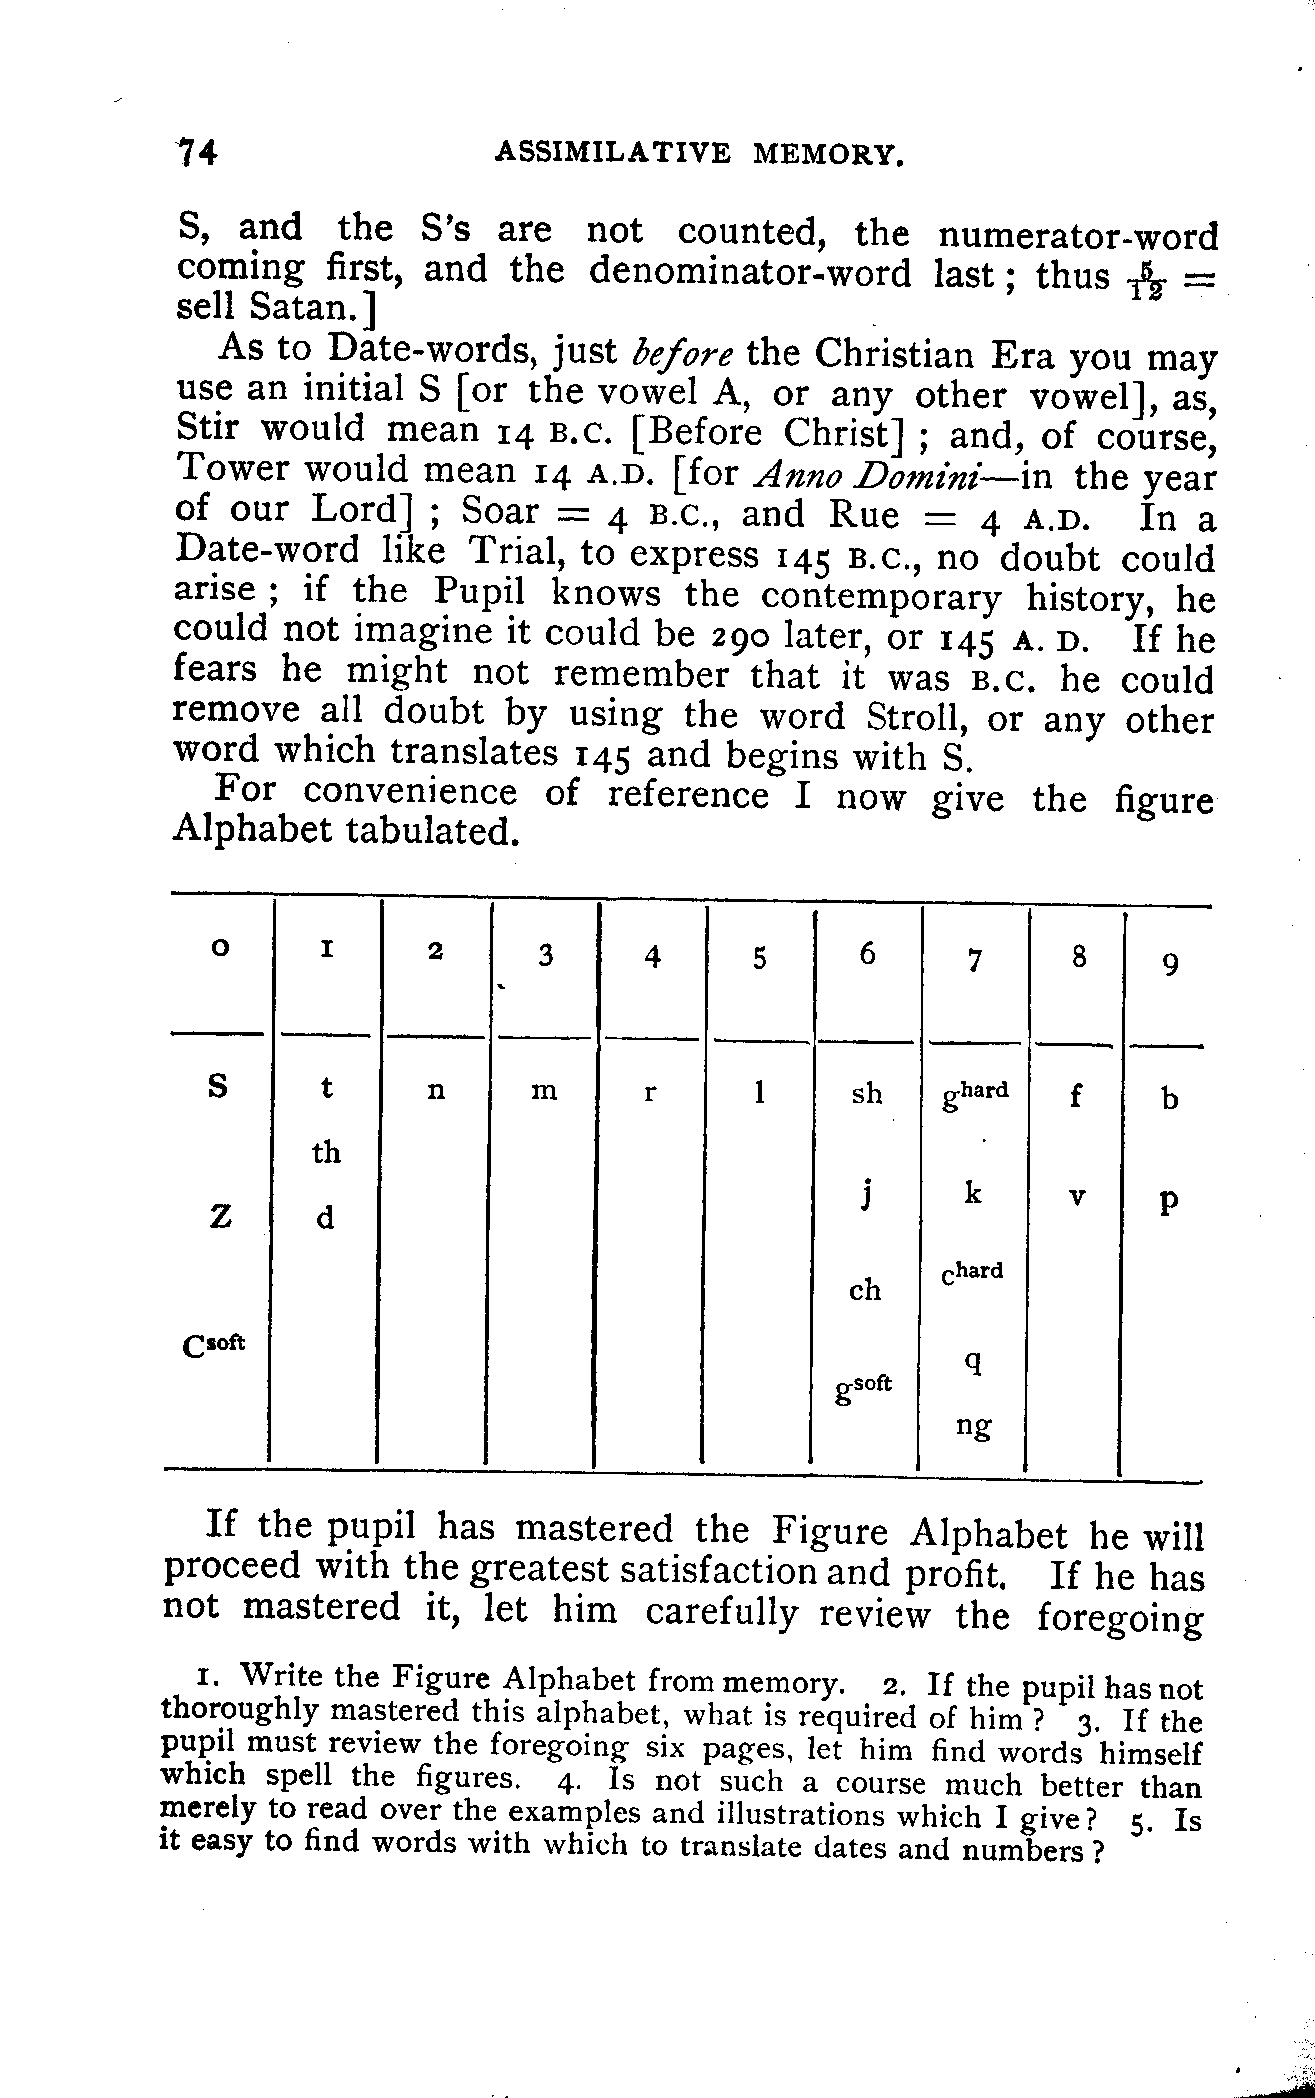 74 ASSIMILATIVE MEMORY.
S, and the S's are not counted, the numerator-word
coming first, and the denominator-word last ; thus 5/12 =
sell Satan.]
As to Date-words, just before the Christian Era you may
use an initial S [or the vowel A, or any other vowel], as,
Stir would mean 14 B.C. [Before Christ] ; and, of course,
Tower would mean 14 A.D. [for Anno Domini—in the year
of our Lord] ; Soar = 4 B.C., and Rue = 4 A.D. In a
Date-word like Trial, to express 145 B.C., no doubt could
arise ; if the Pupil knows the contemporary history, he
could not imagine it could be 290 later, or 145 A. D. If he
fears he might not remember that it was B.C. he could
remove all doubt by using the word Stroll, or any other
word which translates 145 and begins with S.
For convenience of reference I now give the figure
Alphabet tabulated.
0 1 2 3 4 5 6 7 8 9
S t n m r l sh ghard f b
th
Z d j k v p
ch chard
Csoft q
gsoft
ng
If the pupil has mastered the Figure Alphabet he will
proceed with the greatest satisfaction and profit. If he has
not mastered it, let him carefully review the foregoing
1. Write the Figure Alphabet from memory. 2. If the pupil has not
thoroughly mastered this alphabet, what is required of him ? 3. If the
pupil must review the foregoing six pages, let him find words himself
which spell the figures. 4. Is not such a course much better than
merely to read over the examples and illustrations which I give? 5. Is
it easy to find words with which to translate dates and numbers ?